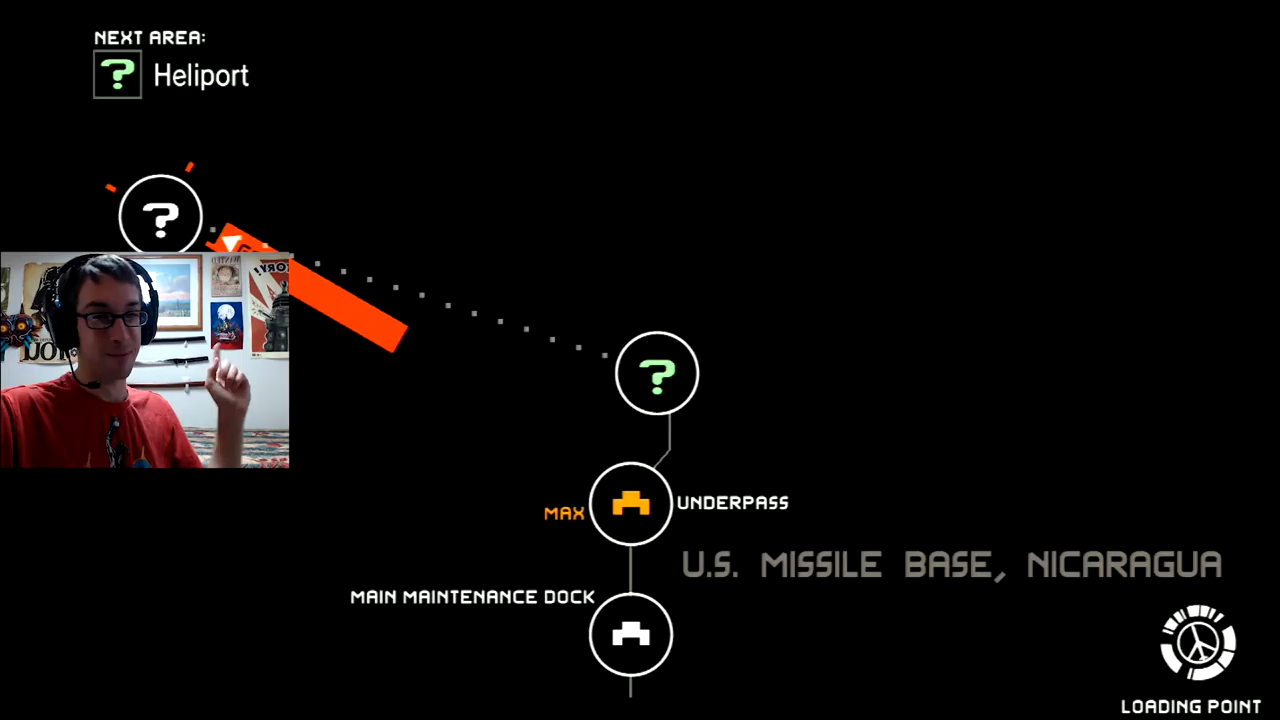 NEXT AREA:
? Heliport
?
?
MAX
UNDERPASS
U.S. MISSILE BASE, NICARAGUA
MAIN MAINTENANCE DOCK
LOADING POINT